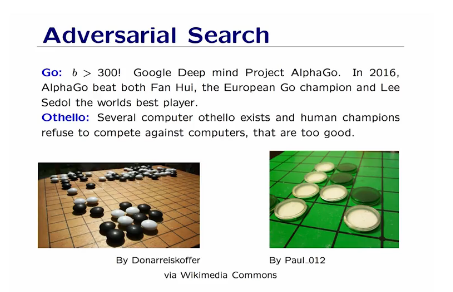 Adversarial Search
Go: b > 300! Google Deep mind Project AlphaGo. In 2016,
AlphaGo beat both Fan Hui, the European Go champion and Lee
Sedol the worlds best player.
Othello: Several computer othello exists and human champions
refuse to compete against computers, that are too good.
By Donarreiskoffer
By Paul_012
via Wikimedia Commons